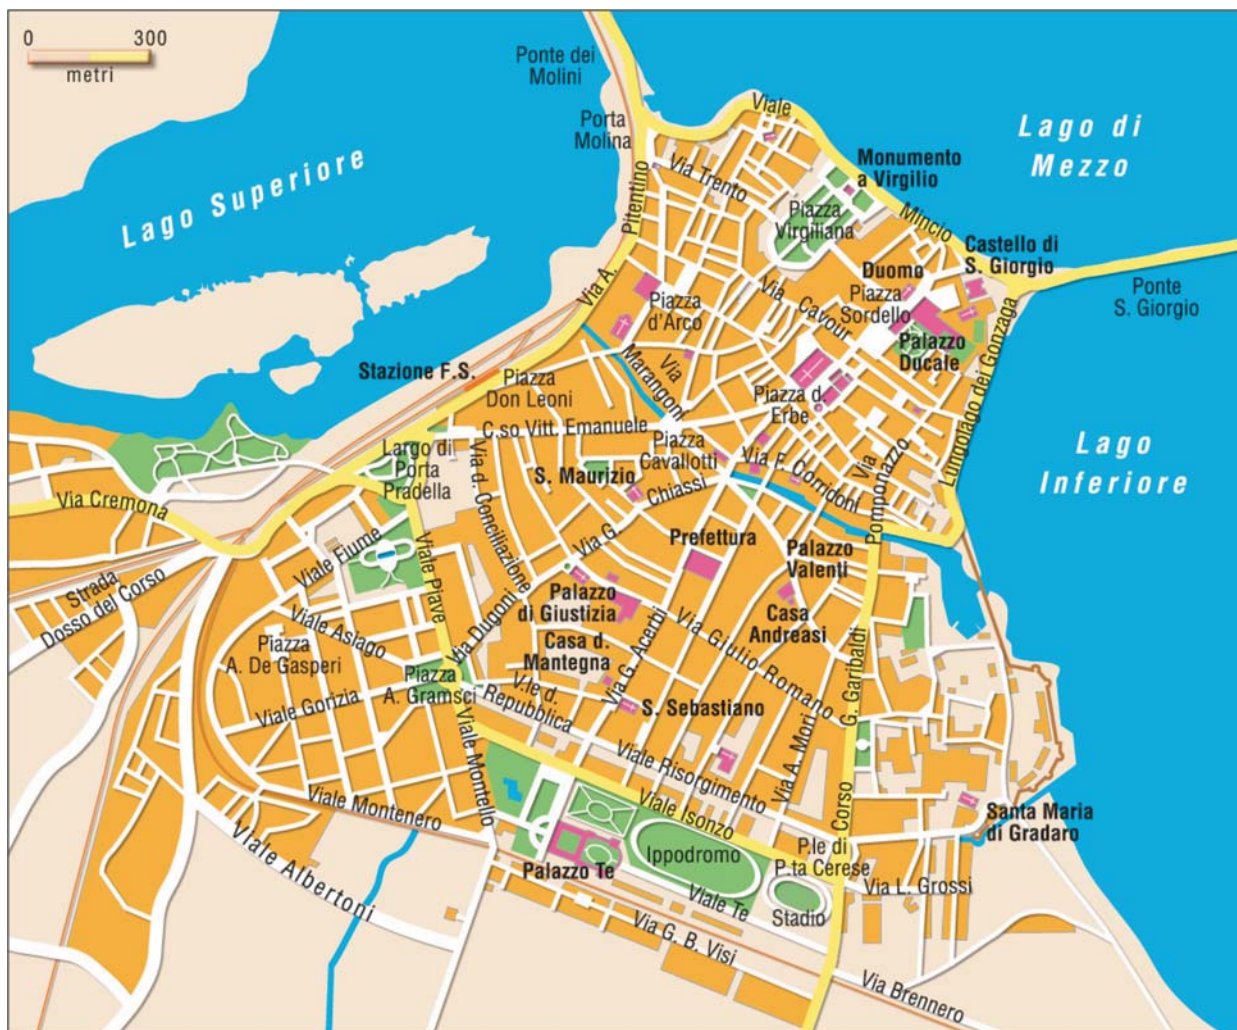 0 300
metri
Ponte dei
Molini
Porta
Molina
Viale
Mincio
Lago di
Mezzo
Monumento
a Virgilio
Lago Superiore
Via Trento
Piazza
Virgiliana
Pitentino
Via A.
Castello di
S. Giorgio
Duomo
Piazza
Sordello
Ponte
S. Giorgio
Via Cavour
Piazza
d'Arco
Palazzo
Ducale
Lungolago dei Gonzaga
Via
Marangoni
Stazione F.S.
Piazza
Don Leoni
Piazza d.
Erbe
C.so Vitt. Emanuele
Largo di
Porta
Pradella
Piazza
Cavallotti
Via F. Corridoni
Via
Pomponazzo
Lago
Inferiore
Via d. Conciliazione
S. Maurizio
Via G. Chiassi
Via Cremona
Viale Fiume
Viale Piave
Prefettura
Palazzo
Valenti
Strada
Dosso del Corso
Via Dugoni
Palazzo
di Giustizia
Casa
Andreasi
Viale Asiago
Piazza
A. De Gasperi
Casa d.
Mantegna
Via G. Acerbi
Via Giulio Romano
Corso G. Garibaldi
Piazza
A. Gramsci
Viale Gorizia
V.le d.
Repubblica
S. Sebastiano
Via A. Mori
Viale Risorgimento
Viale Montello
Viale Isonzo
Viale Montenero
Santa Maria
di Gradaro
Viale Albertoni
Palazzo Te
Ippodromo
P.le di
P.ta Cerese
Via L. Grossi
Viale Te
Stadio
Via G. B. Visi
Via Brennero